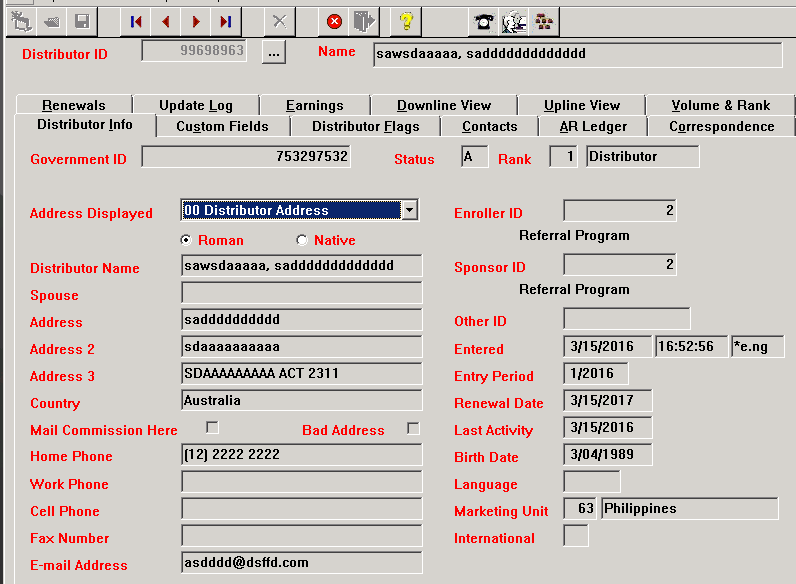 Distributor ID 99698963 ... Name sawsdaaaaa, sadddddddddddd
Renewals Update Log Earnings Downline View Upline View Volume & Rank
Distributor Info Custom Fields Distributor Flags Contacts AR Ledger Correspondence
Government ID 753297532 Status A Rank 1 Distributor
Address Displayed 00 Distributor Address Enroller ID 2
Roman Native Referral Program
Distributor Name sawsdaaaaa, sadddddddddddd Sponsor ID 2
Spouse Referral Program
Address saddddddddd Other ID
Address 2 sdaaaaaaaaaa Entered 3/15/2016 16:52:56 *e.ng
Address 3 SDAAAAAAAAA ACT 2311 Entry Period 1/2016
Country Australia Renewal Date 3/15/2017
Mail Commission Here Bad Address Last Activity 3/15/2016
Home Phone (12) 2222 2222 Birth Date 3/04/1989
Work Phone Language
Cell Phone Marketing Unit 63 Philippines
Fax Number International
E-mail Address asdddd@dsffd.com